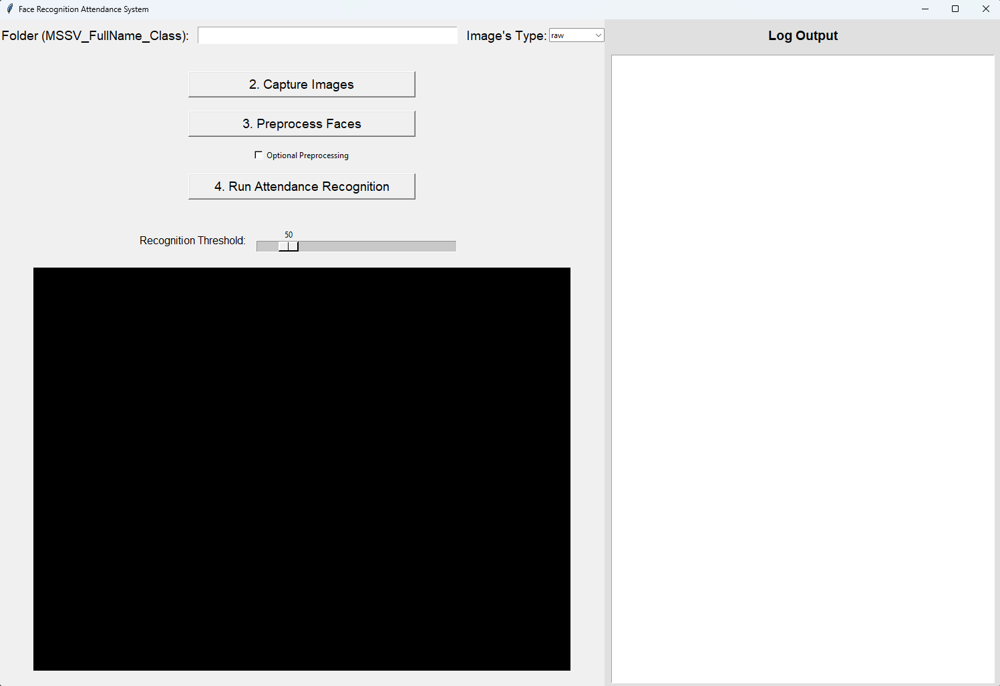 Face Recognition Attendance System
Folder (MSSV_FullName_Class):
Image's Type: raw
2. Capture Images
3. Preprocess Faces
Optional Preprocessing
4. Run Attendance Recognition
50
Recognition Threshold:
Log Output